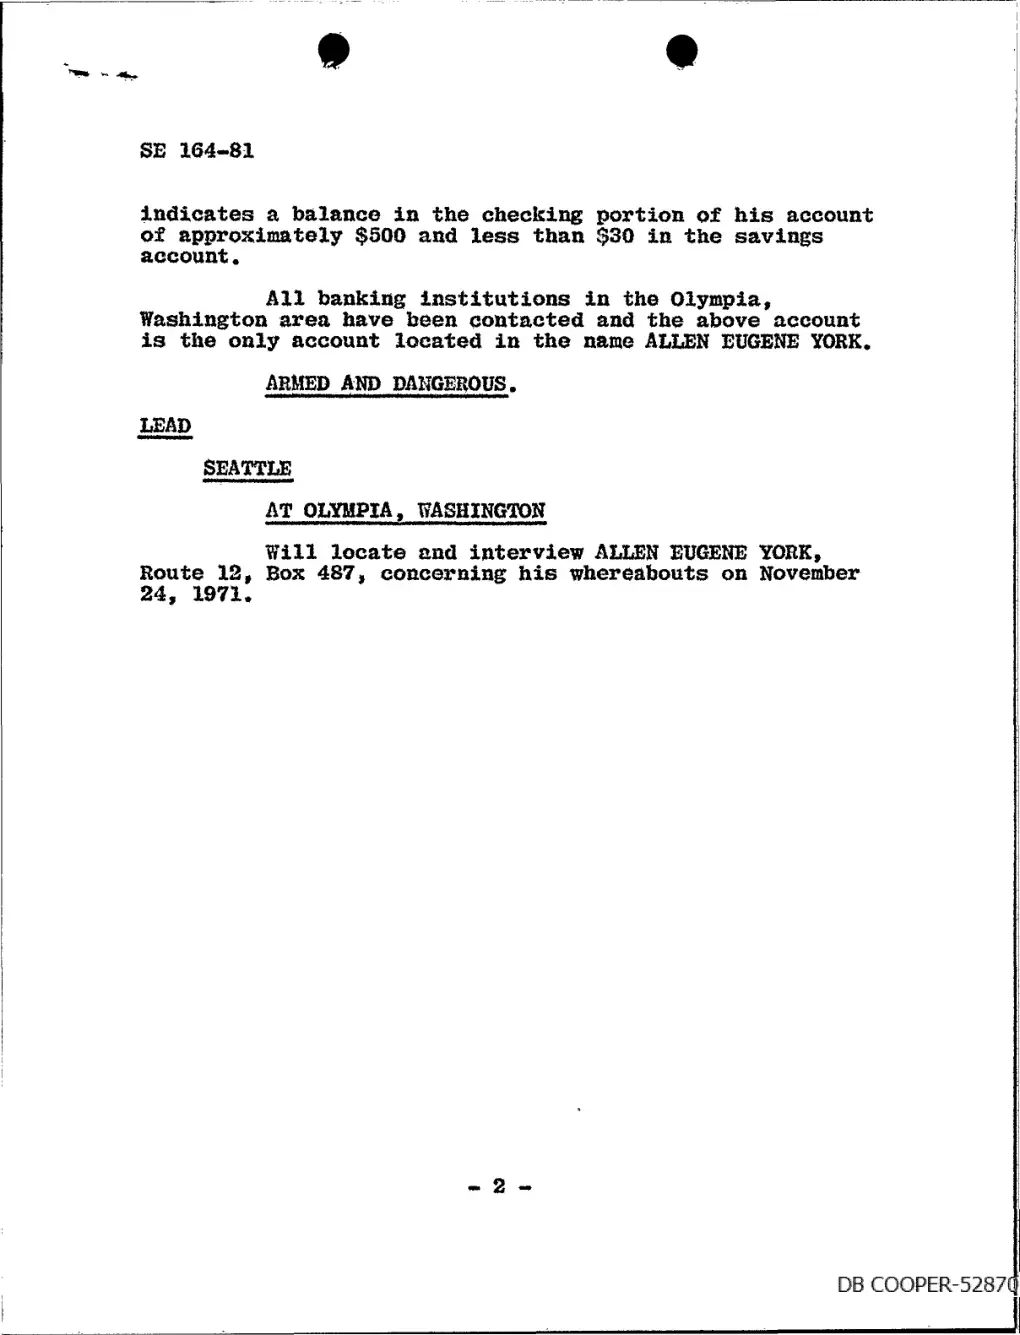 SE 164-81
indicates a balance in the checking portion of his account
of approximately $500 and less than $30 in the savings
account.
All banking institutions in the Olympia,
Washington area have been contacted and the above account
is the only account located in the name ALLEN EUGENE YORK.
ARMED AND DANGEROUS.
LEAD
SEATTLE
AT OLYMPIA, WASHINGTON
Will locate and interview ALLEN EUGENE YORK,
Route 12, Box 487, concerning his whereabouts on November
24, 1971.
- 2 -
DB COOPER-52870